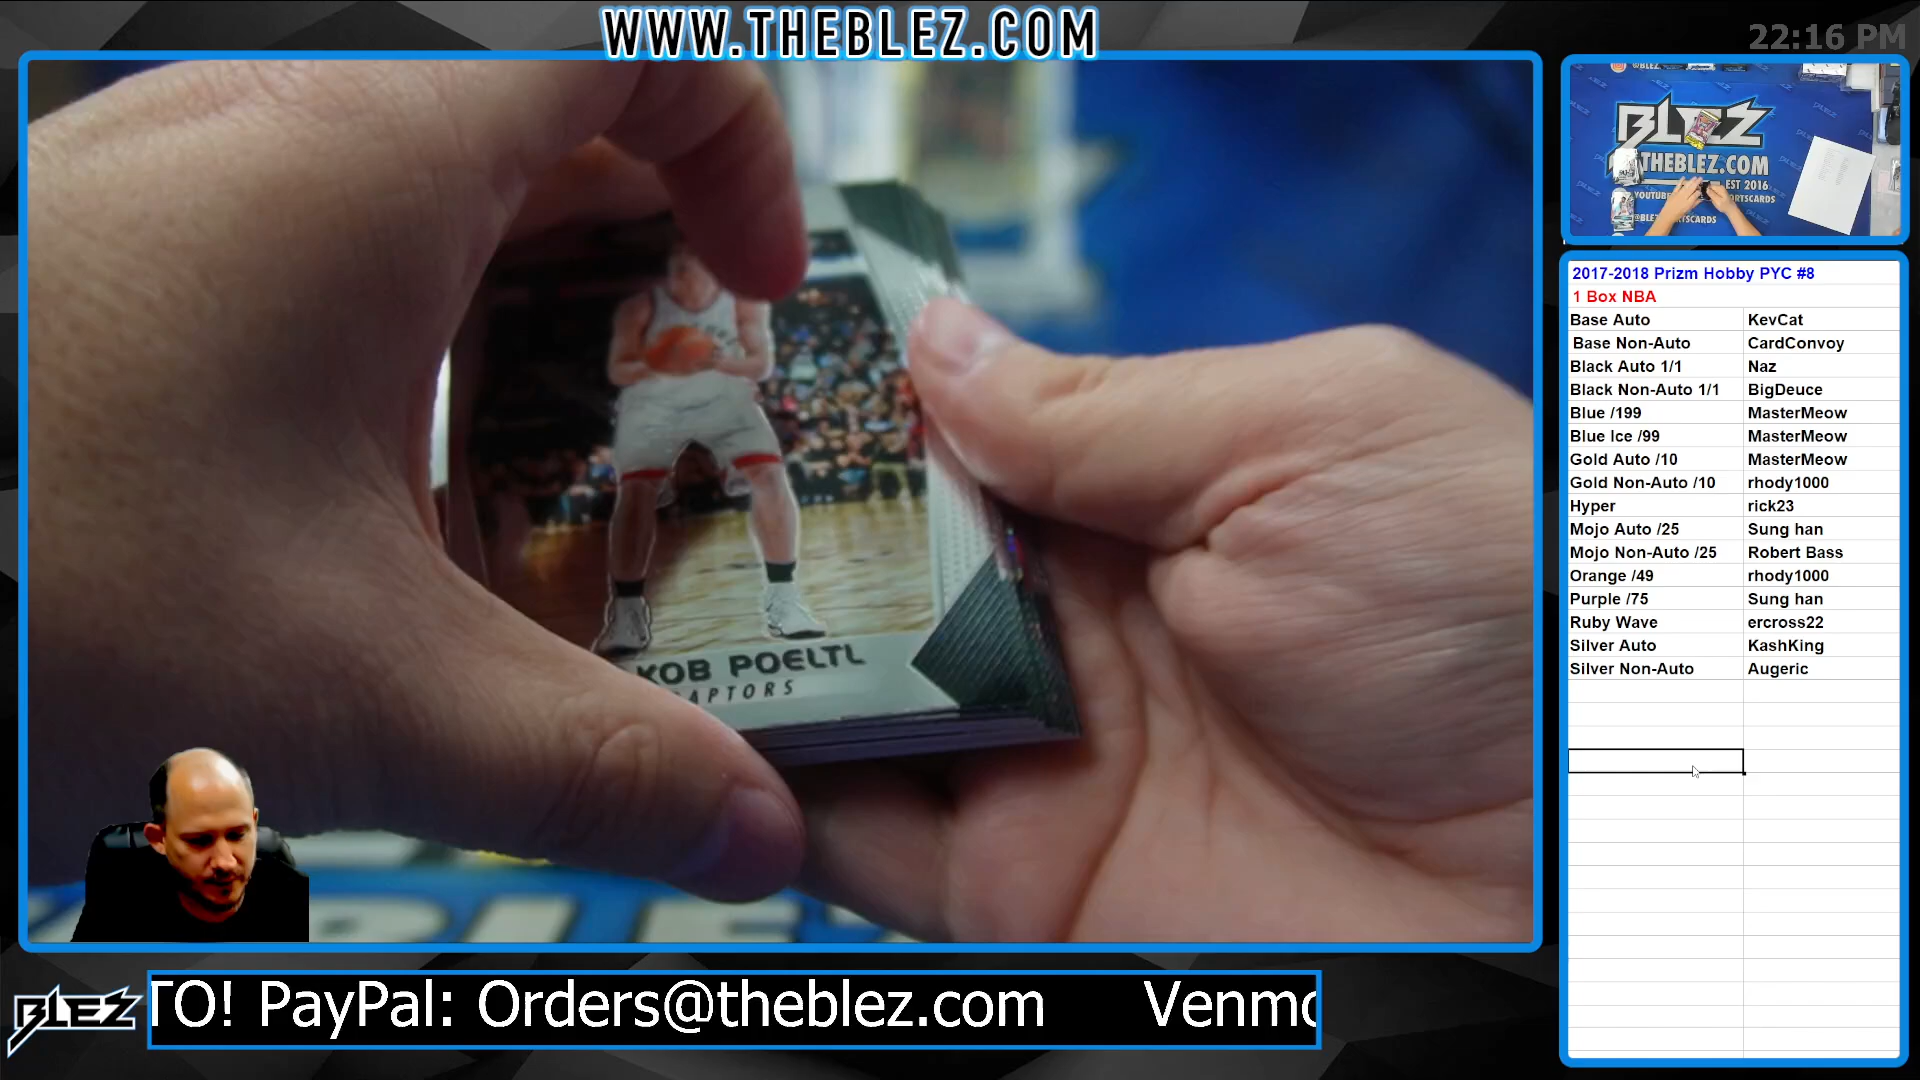 WWW.THEBLEZ.COM
22:16 PM
BLEZ
THEBLEZ.COM
EST 2016
2017-2018 Prizm Hobby PYC #8
1 Box NBA
Base Auto KevCat
Base Non-Auto CardConvoy
Black Auto 1/1 Naz
Black Non-Auto 1/1 BigDeuce
Blue /199 MasterMeow
Blue Ice /99 MasterMeow
Gold Auto /10 MasterMeow
Gold Non-Auto /10 rhody1000
Hyper rick23
Mojo Auto /25 Sung han
Mojo Non-Auto /25 Robert Bass
Orange /49 rhody1000
Purple /75 Sung han
Ruby Wave ercross22
Silver Auto KashKing
Silver Non-Auto Augeric
KOB POELTL
APTORS
BLEZ
TO! PayPal: Orders@theblez.com Venmo